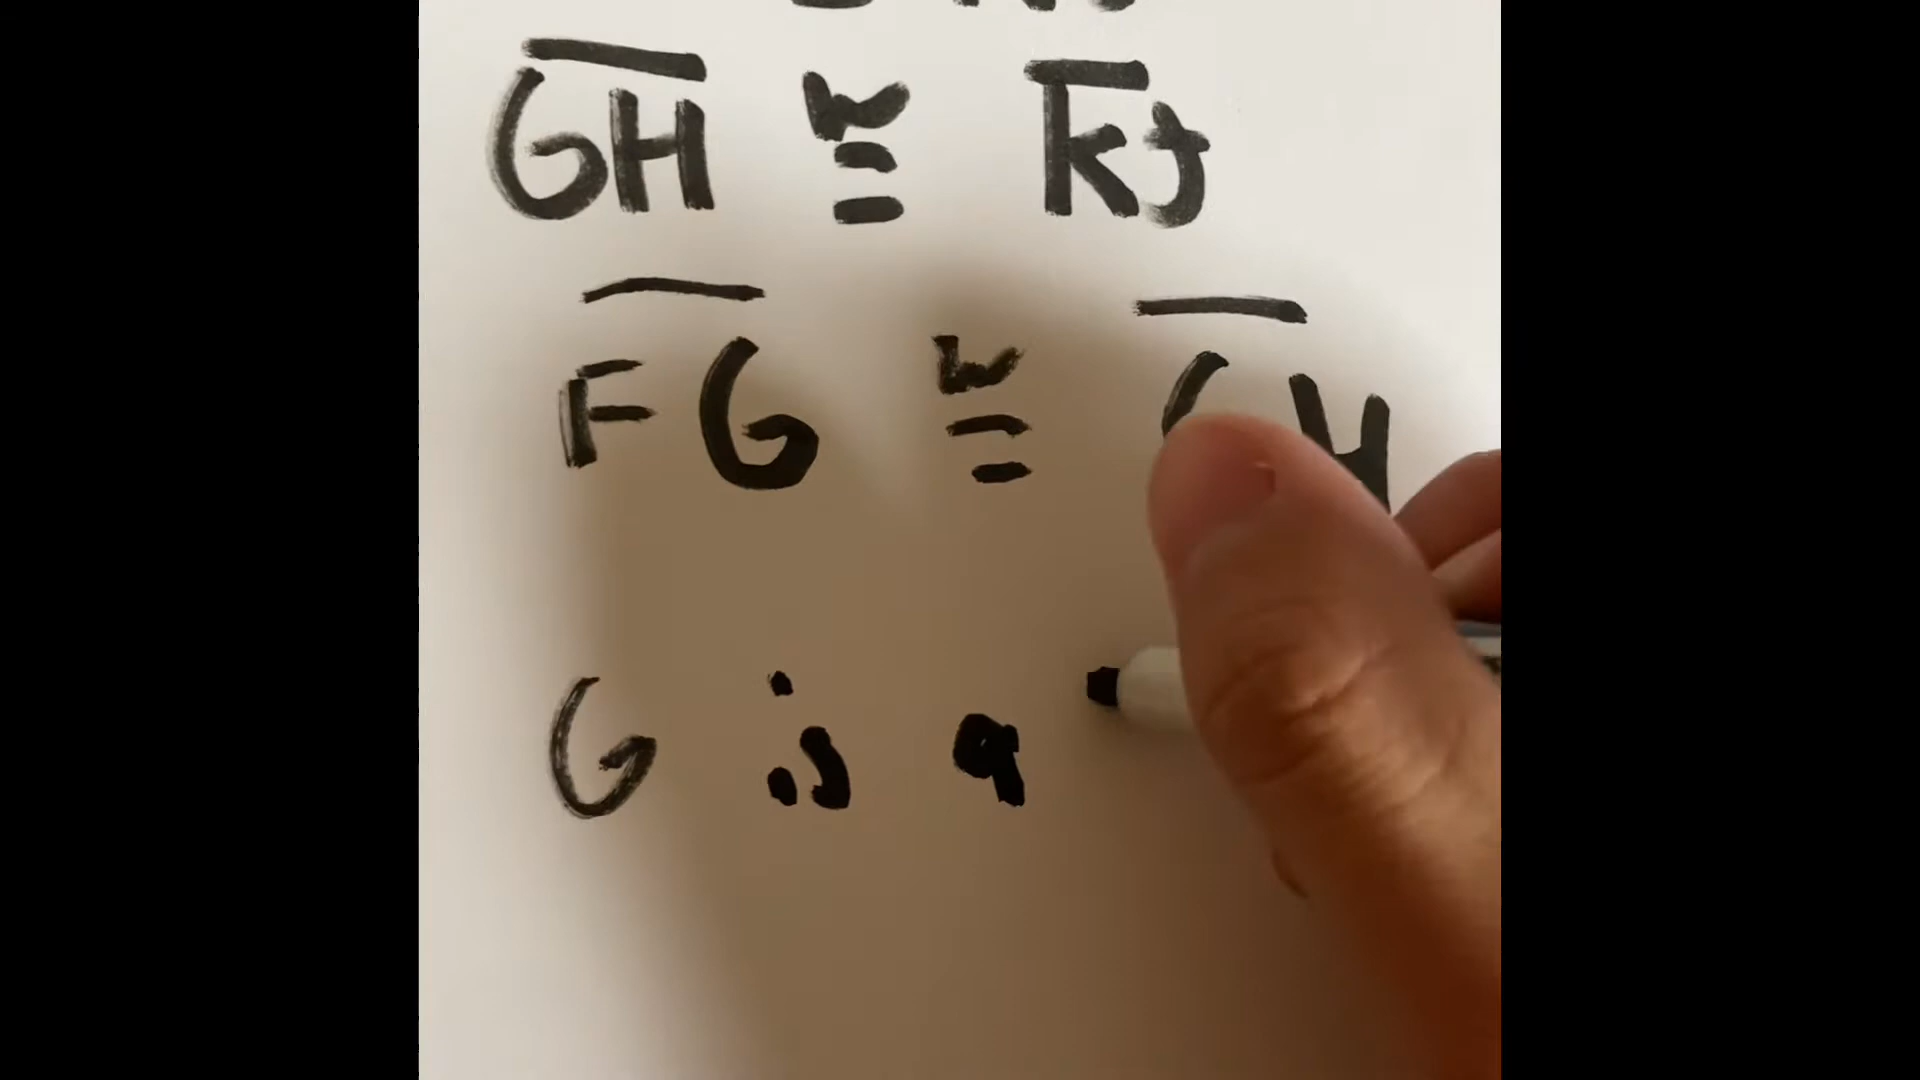 GH ≅ KJ
FG ≅ GH
G is a